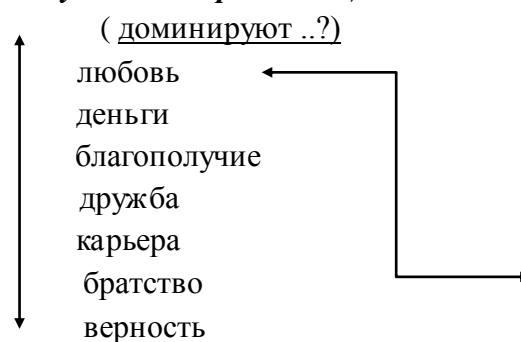 ( доминируют ..?)
любовь
деньги
благополучие
дружба
карьера
братство
верность